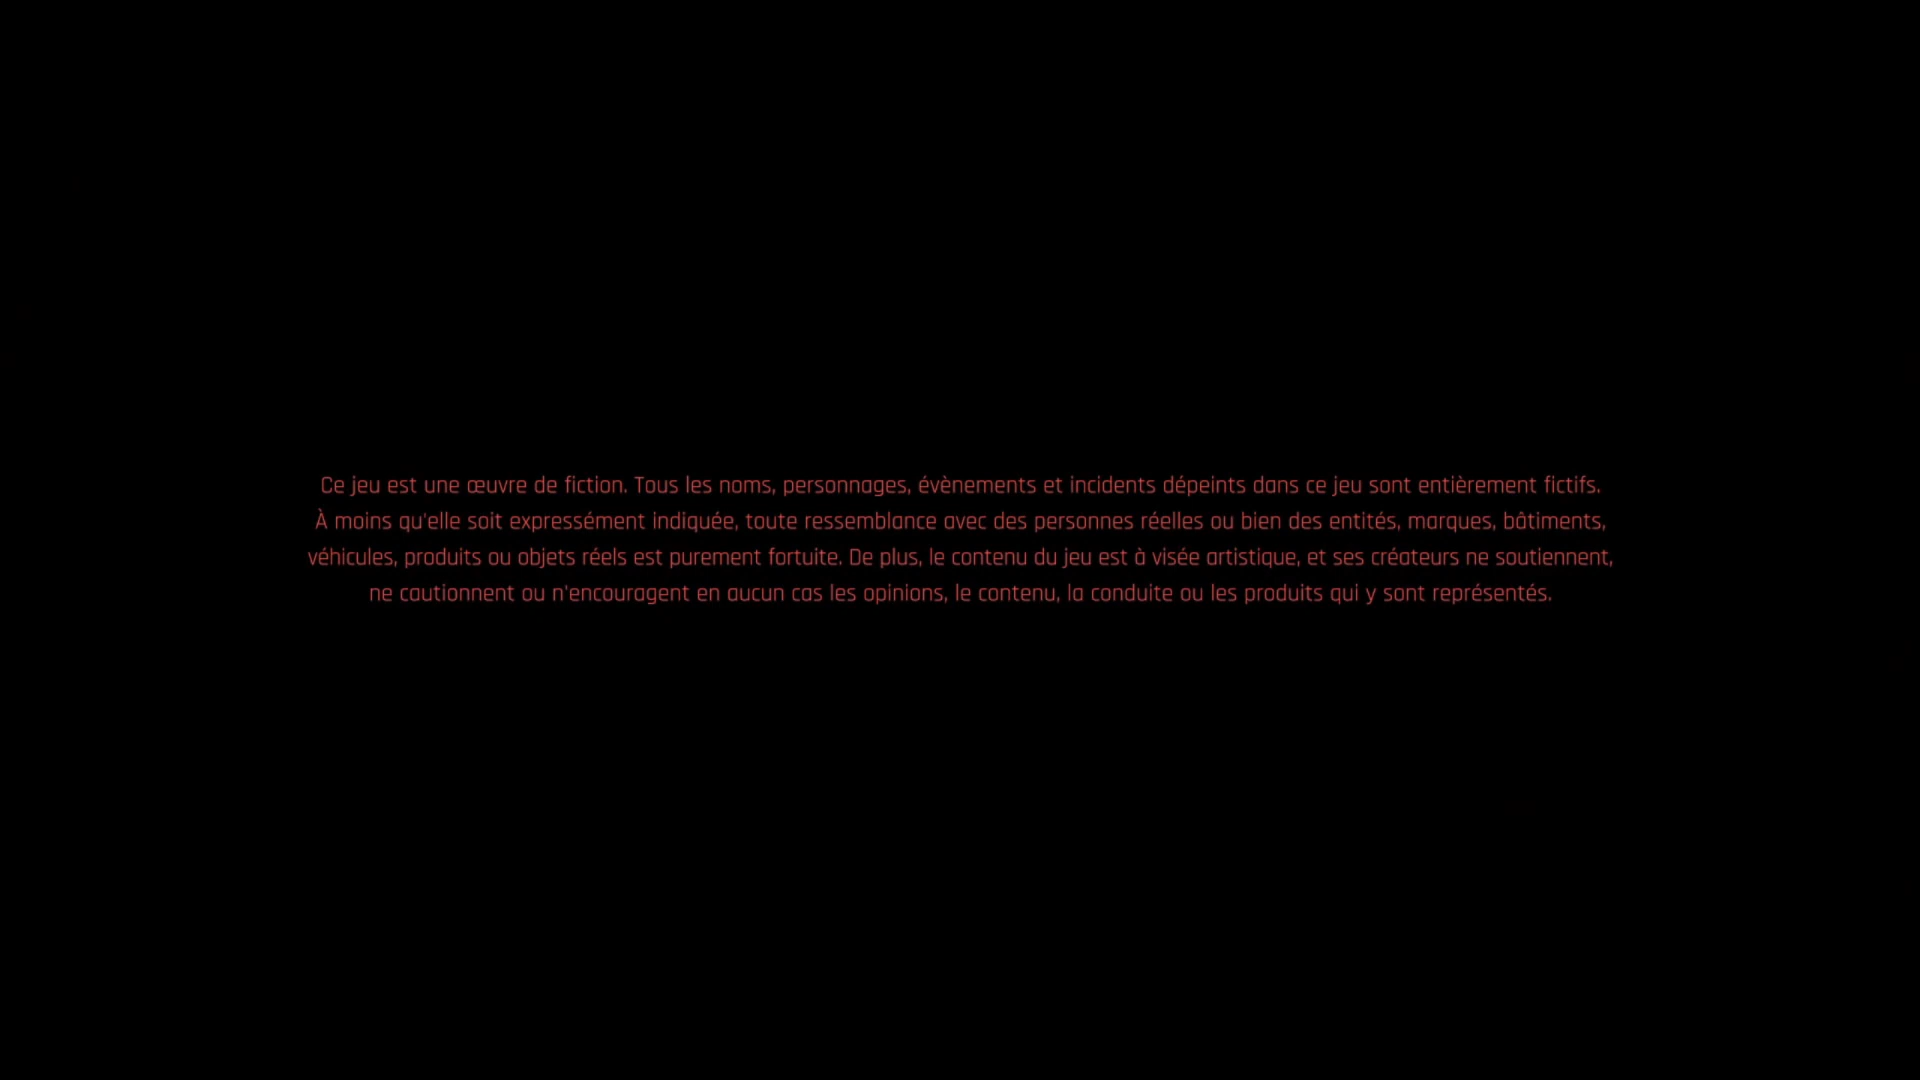 Ce jeu est une œuvre de fiction. Tous les noms, personnages, évènements et incidents dépeints dans ce jeu sont entièrement fictifs.
À moins qu'elle soit expressément indiquée, toute ressemblance avec des personnes réelles ou bien des entités, marques, bâtiments,
véhicules, produits ou objets réels est purement fortuite. De plus, le contenu du jeu est à visée artistique, et ses créateurs ne soutiennent,
ne cautionnent ou n'encouragent en aucun cas les opinions, le contenu, la conduite ou les produits qui y sont représentés.